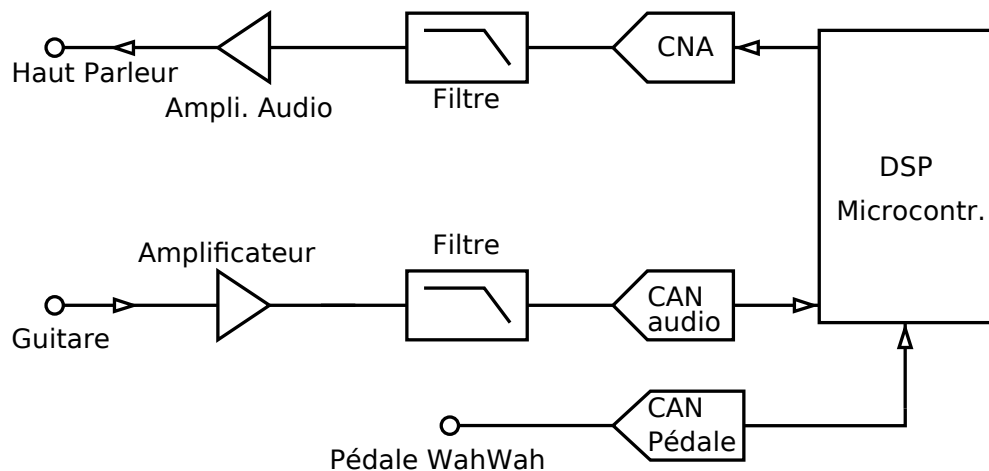 CNA
Haut Parleur
Ampli. Audio
Filtre
DSP
Microcontr.
Amplificateur
Filtre
CAN
audio
Guitare
CAN
Pédale
Pédale WahWah